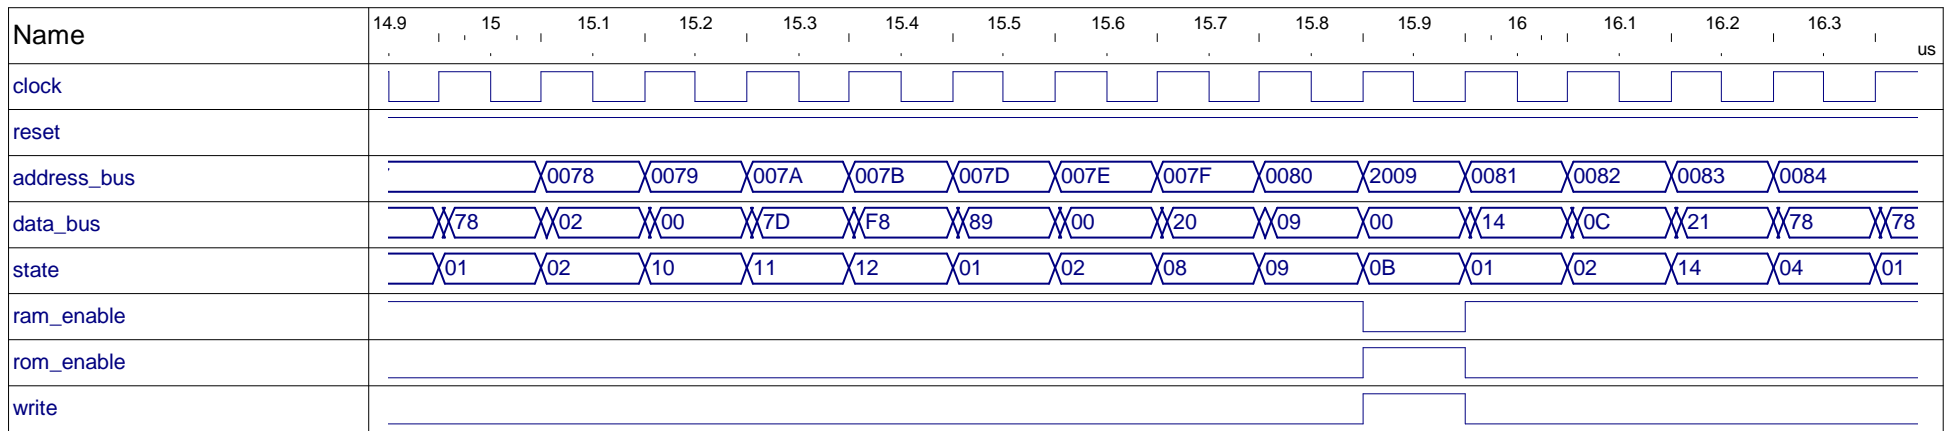 Name 14.9 15 15.1 15.2 15.3 15.4 15.5 15.6 15.7 15.8 15.9 16 16.1 16.2 16.3
us
clock
reset
address_bus 0078 0079 007A 007B 007D 007E 007F 0080 2009 0081 0082 0083 0084
data_bus 78 02 00 7D F8 89 00 20 09 00 14 0C 21 78 78
state 01 02 10 11 12 01 02 08 09 0B 01 02 14 04 01
ram_enable
rom_enable
write